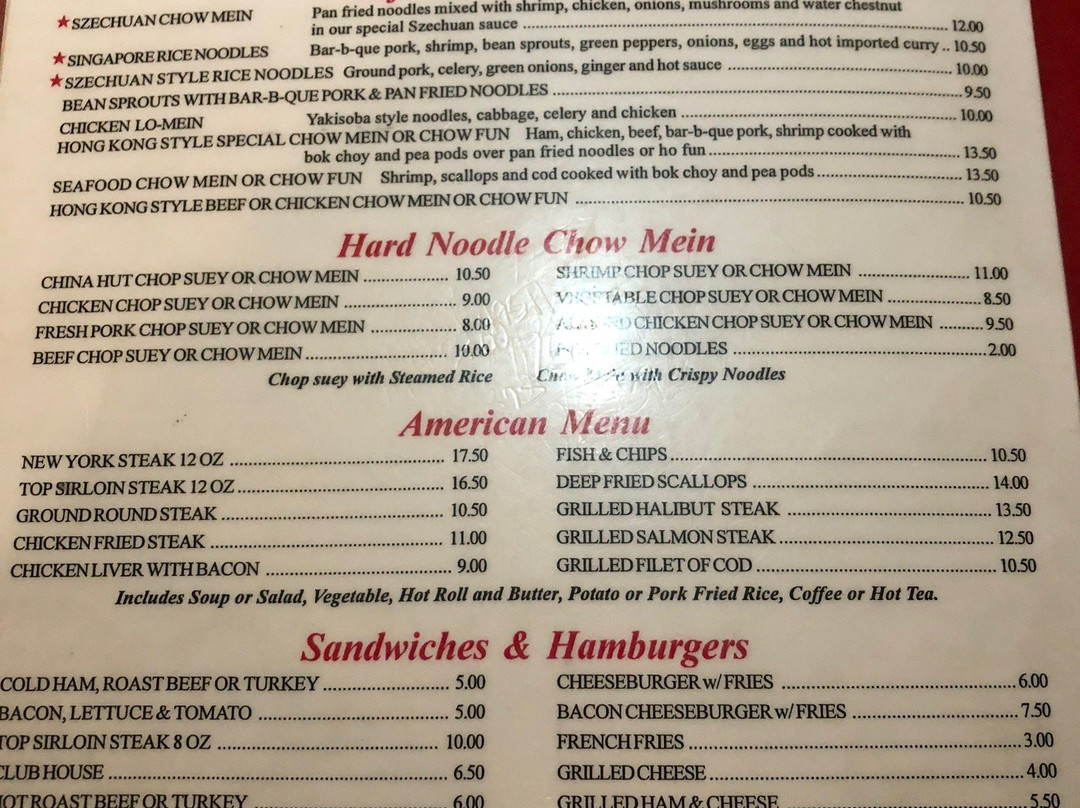 ★ SZECHUAN CHOW MEIN Pan fried noodles mixed with shrimp, chicken, onions, mushrooms and water chestnut
in our special Szechuan sauce 12.00
★ SINGAPORE RICE NOODLES Bar-b-que pork, shrimp, bean sprouts, green peppers, onions, eggs and hot imported curry .. 10.50
★ SZECHUAN STYLE RICE NOODLES Ground pork, celery, green onions, ginger and hot sauce 10.00
BEAN SPROUTS WITH BAR-B-QUE PORK & PAN FRIED NOODLES 9.50
CHICKEN LO-MEIN Yakisoba style noodles, cabbage, celery and chicken 10.00
HONG KONG STYLE SPECIAL CHOW MEIN OR CHOW FUN Ham, chicken, beef, bar-b-que pork, shrimp cooked with
bok choy and pea pods over pan fried noodles or ho fun 13.50
SEAFOOD CHOW MEIN OR CHOW FUN Shrimp, scallops and cod cooked with bok choy and pea pods 13.50
HONG KONG STYLE BEEF OR CHICKEN CHOW MEIN OR CHOW FUN 10.50
Hard Noodle Chow Mein
CHINA HUT CHOP SUEY OR CHOW MEIN 10.50
CHICKEN CHOP SUEY OR CHOW MEIN 9.00
FRESH PORK CHOP SUEY OR CHOW MEIN 8.00
BEEF CHOP SUEY OR CHOW MEIN 10.00
SHRIMP CHOP SUEY OR CHOW MEIN 11.00
VEGETABLE CHOP SUEY OR CHOW MEIN 8.50
CHICKEN CHOP SUEY OR CHOW MEIN 9.50
NOODLES 2.00
Chop suey with Steamed Rice with Crispy Noodles
American Menu
NEW YORK STEAK 12 OZ 17.50
TOP SIRLOIN STEAK 12 OZ 16.50
GROUND ROUND STEAK 10.50
CHICKEN FRIED STEAK 11.00
CHICKEN LIVER WITH BACON 9.00
FISH & CHIPS 10.50
DEEP FRIED SCALLOPS 14.00
GRILLED HALIBUT STEAK 13.50
GRILLED SALMON STEAK 12.50
GRILLED FILET OF COD 10.50
Includes Soup or Salad, Vegetable, Hot Roll and Butter, Potato or Pork Fried Rice, Coffee or Hot Tea.
Sandwiches & Hamburgers
COLD HAM, ROAST BEEF OR TURKEY 5.00
BACON, LETTUCE & TOMATO 5.00
TOP SIRLOIN STEAK 8 OZ 10.00
CLUB HOUSE 6.50
HOT ROAST BEEF OR TURKEY 6.00
CHEESEBURGER w/ FRIES 6.00
BACON CHEESEBURGER w/ FRIES 7.50
FRENCH FRIES 3.00
GRILLED CHEESE 4.00
GRILLED HAM & CHEESE 5.50